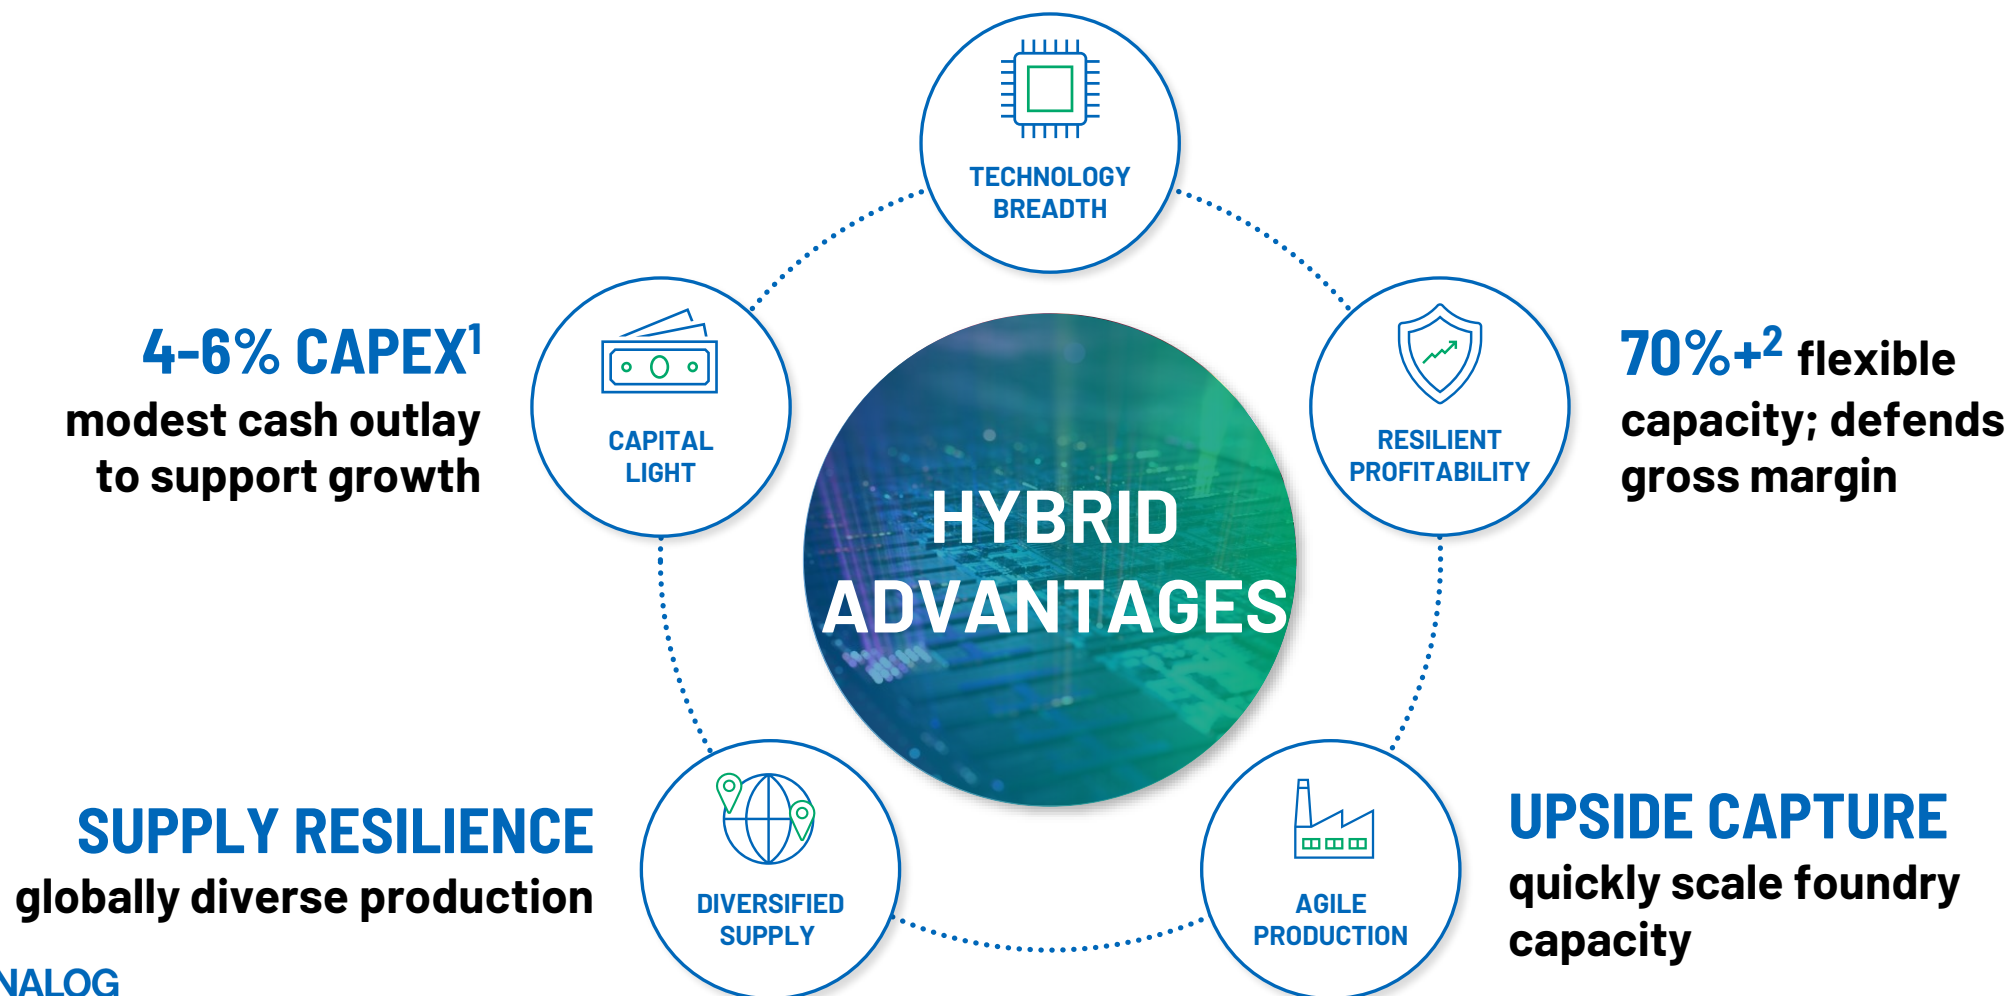 TECHNOLOGY
BREADTH
4-6% CAPEX¹
modest cash outlay
to support growth
CAPITAL
LIGHT
RESILIENT
PROFITABILITY
70%+² flexible
capacity; defends
gross margin
HYBRID
ADVANTAGES
SUPPLY RESILIENCE
globally diverse production
DIVERSIFIED
SUPPLY
AGILE
PRODUCTION
UPSIDE CAPTURE
quickly scale foundry
capacity
NALOG